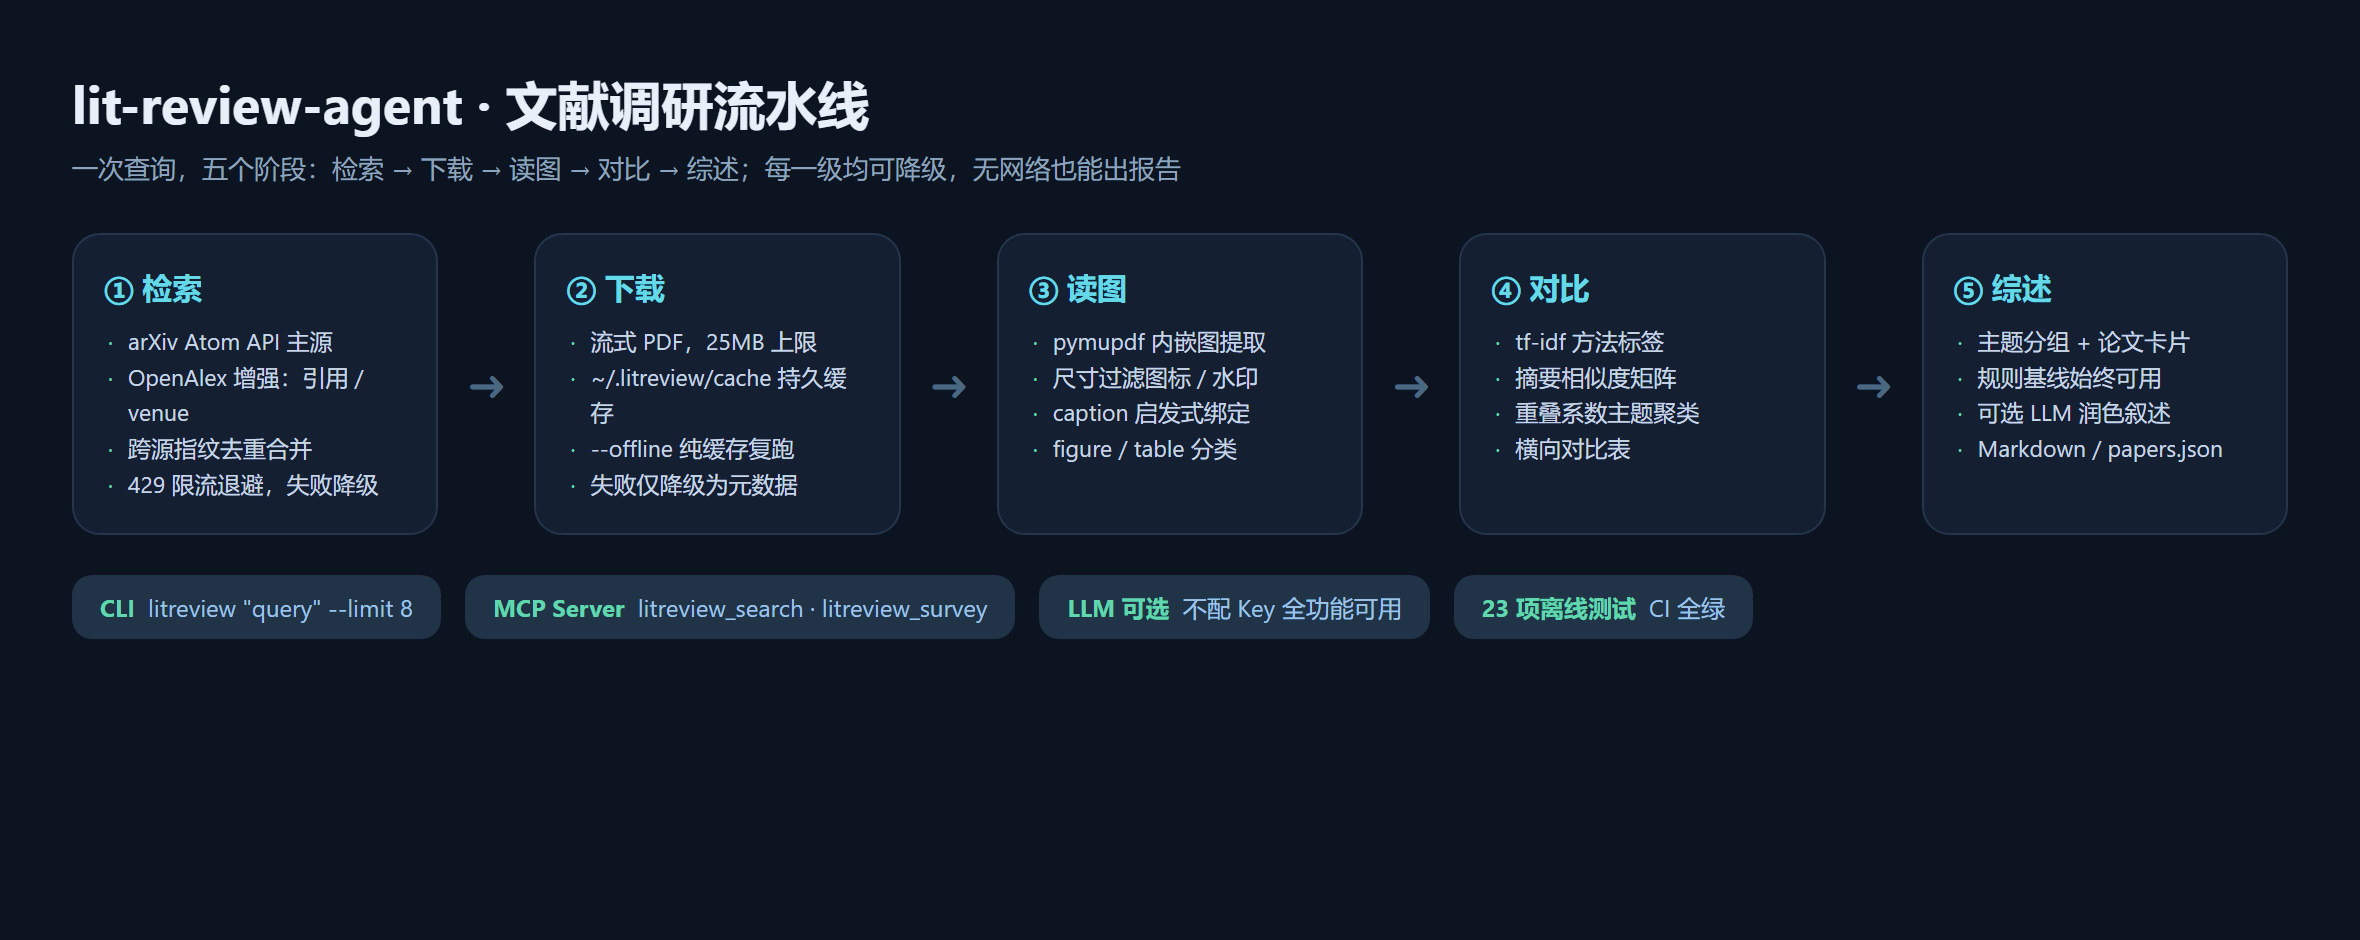 lit-review-agent · 文献调研流水线
一次查询，五个阶段：检索 → 下载 → 读图 → 对比 → 综述；每一级均可降级，无网络也能出报告
① 检索
· arXiv Atom API 主源
· OpenAlex 增强：引用 /
venue
· 跨源指纹去重合并
· 429 限流退避，失败降级
→
② 下载
· 流式 PDF，25MB 上限
· ~/.litreview/cache 持久缓
存
· --offline 纯缓存复跑
· 失败仅降级为元数据
→
③ 读图
· pymupdf 内嵌图提取
· 尺寸过滤图标 / 水印
· caption 启发式绑定
· figure / table 分类
→
④ 对比
· tf-idf 方法标签
· 摘要相似度矩阵
· 重叠系数主题聚类
· 横向对比表
→
⑤ 综述
· 主题分组 + 论文卡片
· 规则基线始终可用
· 可选 LLM 润色叙述
· Markdown / papers.json
CLI litreview "query" --limit 8
MCP Server litreview_search · litreview_survey
LLM 可选 不配 Key 全功能可用
23 项离线测试 CI 全绿